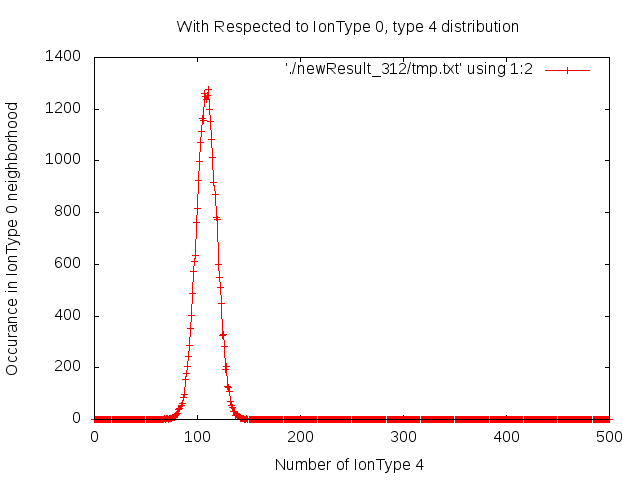 With Respected to IonType 0, type 4 distribution
'./newResult_312/tmp.txt' using 1:2
Occurance in IonType 0 neighborhood
1400
1200
1000
800
600
400
200
0
0 100 200 300 400 500
Number of IonType 4